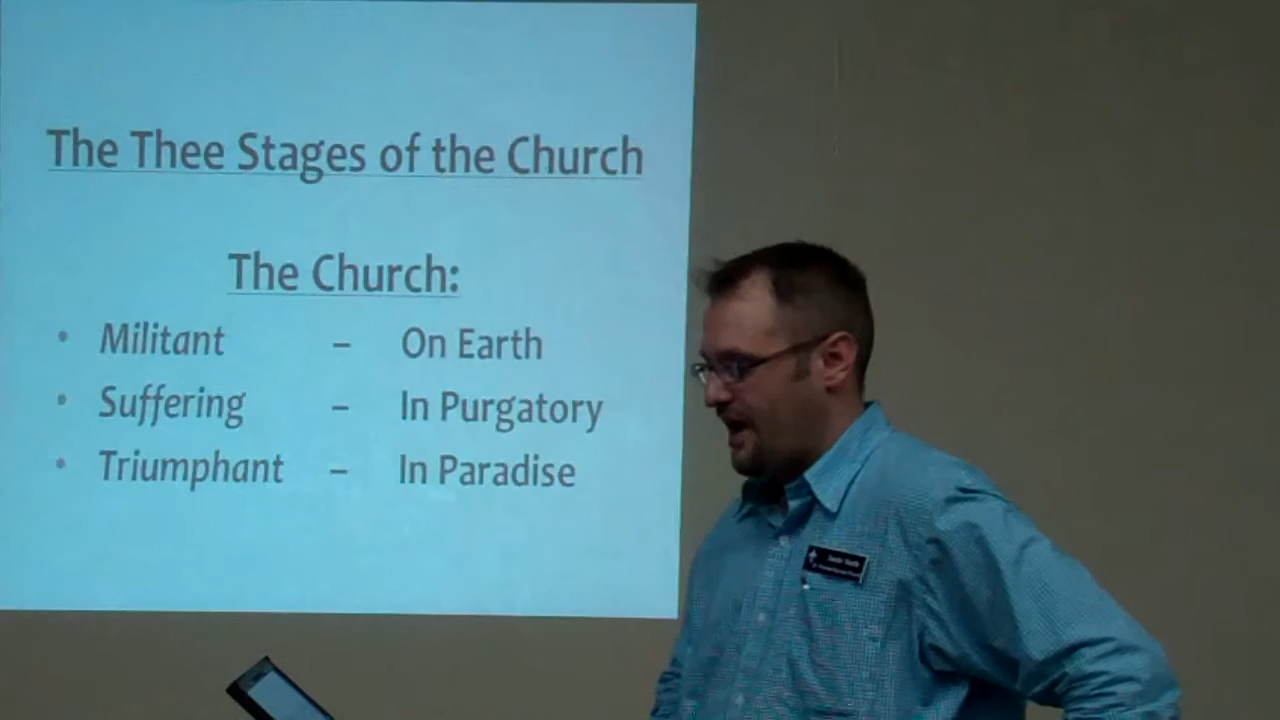 The Thee Stages of the Church
The Church:
• Militant – On Earth
• Suffering – In Purgatory
• Triumphant – In Paradise